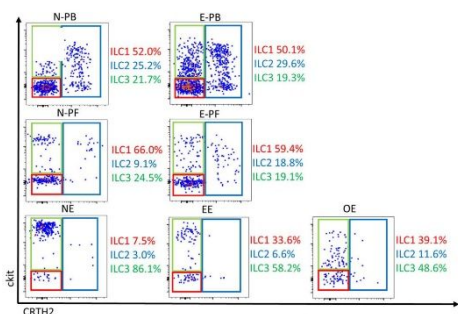 N-PB
E-PB
ILC1 52.0%
ILC2 25.2%
ILC3 21.7%
ILC1 50.1%
ILC2 29.6%
ILC3 19.3%
N-PF
E-PF
ILC1 66.0%
ILC2 9.1%
ILC3 24.5%
ILC1 59.4%
ILC2 18.8%
ILC3 19.1%
NE
EE
OE
ILC1 7.5%
ILC2 3.0%
ILC3 86.1%
ILC1 33.6%
ILC2 6.6%
ILC3 58.2%
ILC1 39.1%
ILC2 11.6%
ILC3 48.6%
ckit
CRTH2